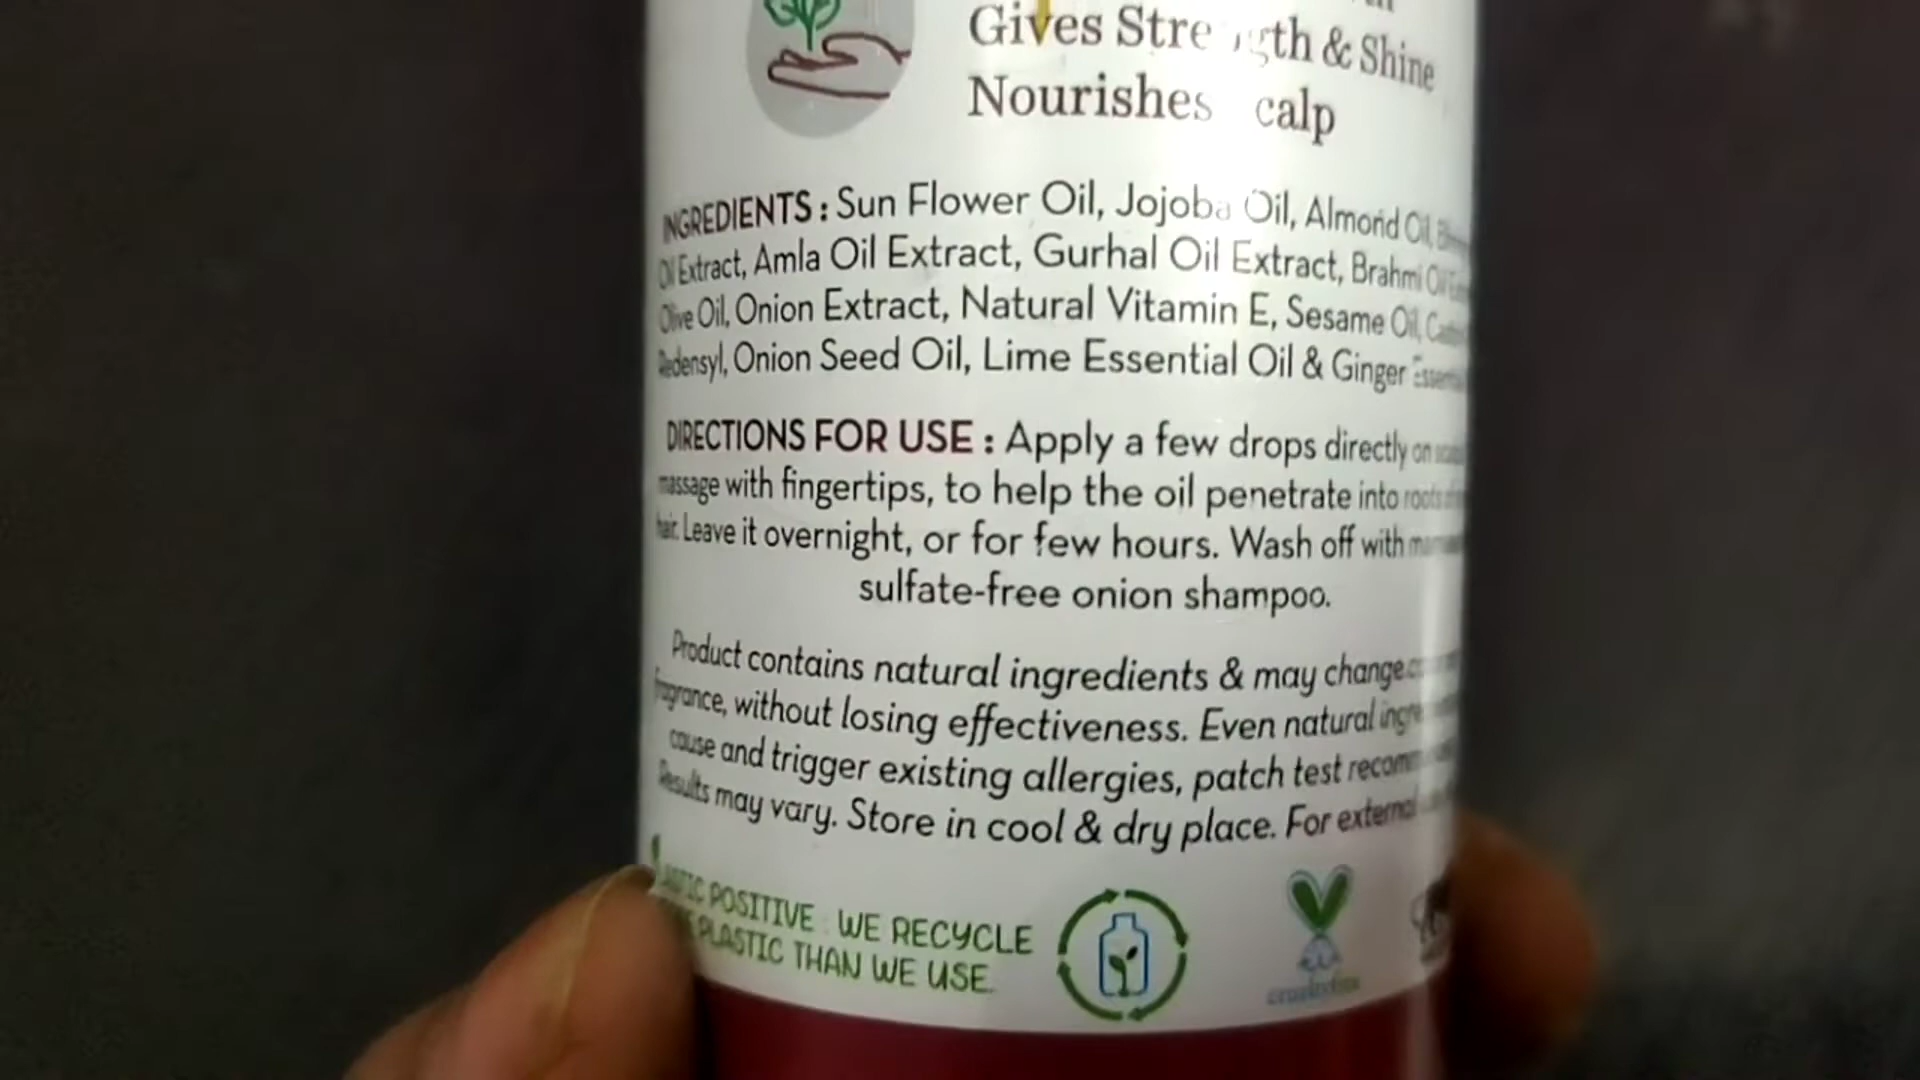 Gives Strength & Shine
Nourishes calp
INGREDIENTS : Sun Flower Oil, Jojoba Oil, Almond Oil,
Oil Extract, Amla Oil Extract, Gurhal Oil Extract, Brahmi Oil
Olive Oil, Onion Extract, Natural Vitamin E, Sesame Oil,
Redensyl, Onion Seed Oil, Lime Essential Oil & Ginger Essential
DIRECTIONS FOR USE : Apply a few drops directly on
massage with fingertips, to help the oil penetrate into roots
hair. Leave it overnight, or for few hours. Wash off with
sulfate-free onion shampoo.
Product contains natural ingredients & may change
fragrance, without losing effectiveness. Even natural
cause and trigger existing allergies, patch test
Results may vary. Store in cool & dry place. For external
PLASTIC POSITIVE : WE RECYCLE
PLASTIC THAN WE USE.